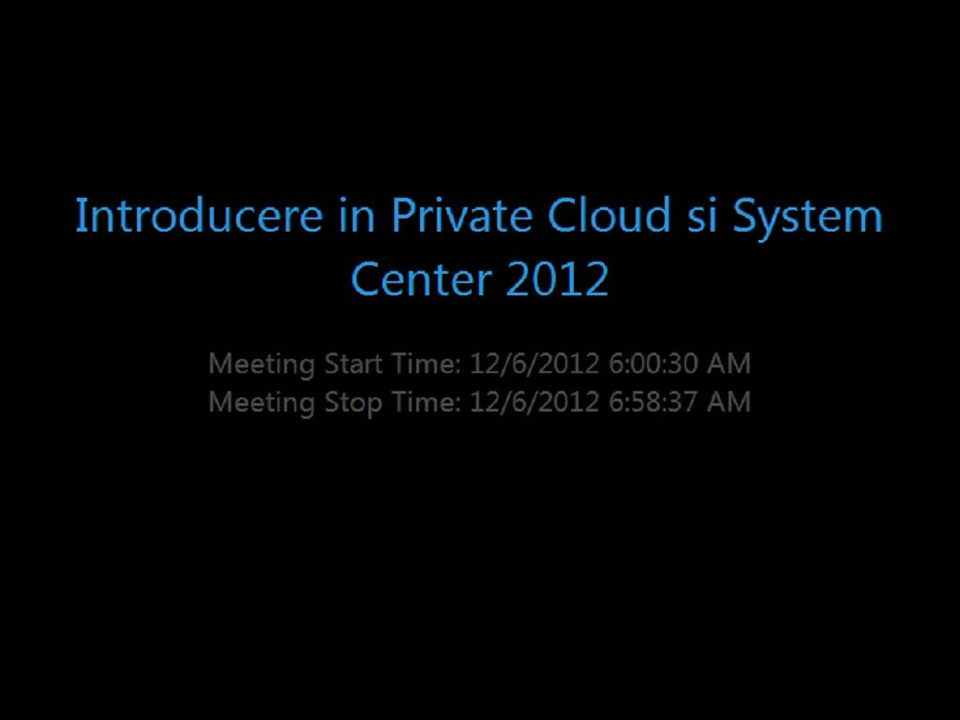 Introducere in Private Cloud si System
Center 2012
Meeting Start Time: 12/6/2012 6:00:30 AM
Meeting Stop Time: 12/6/2012 6:58:37 AM